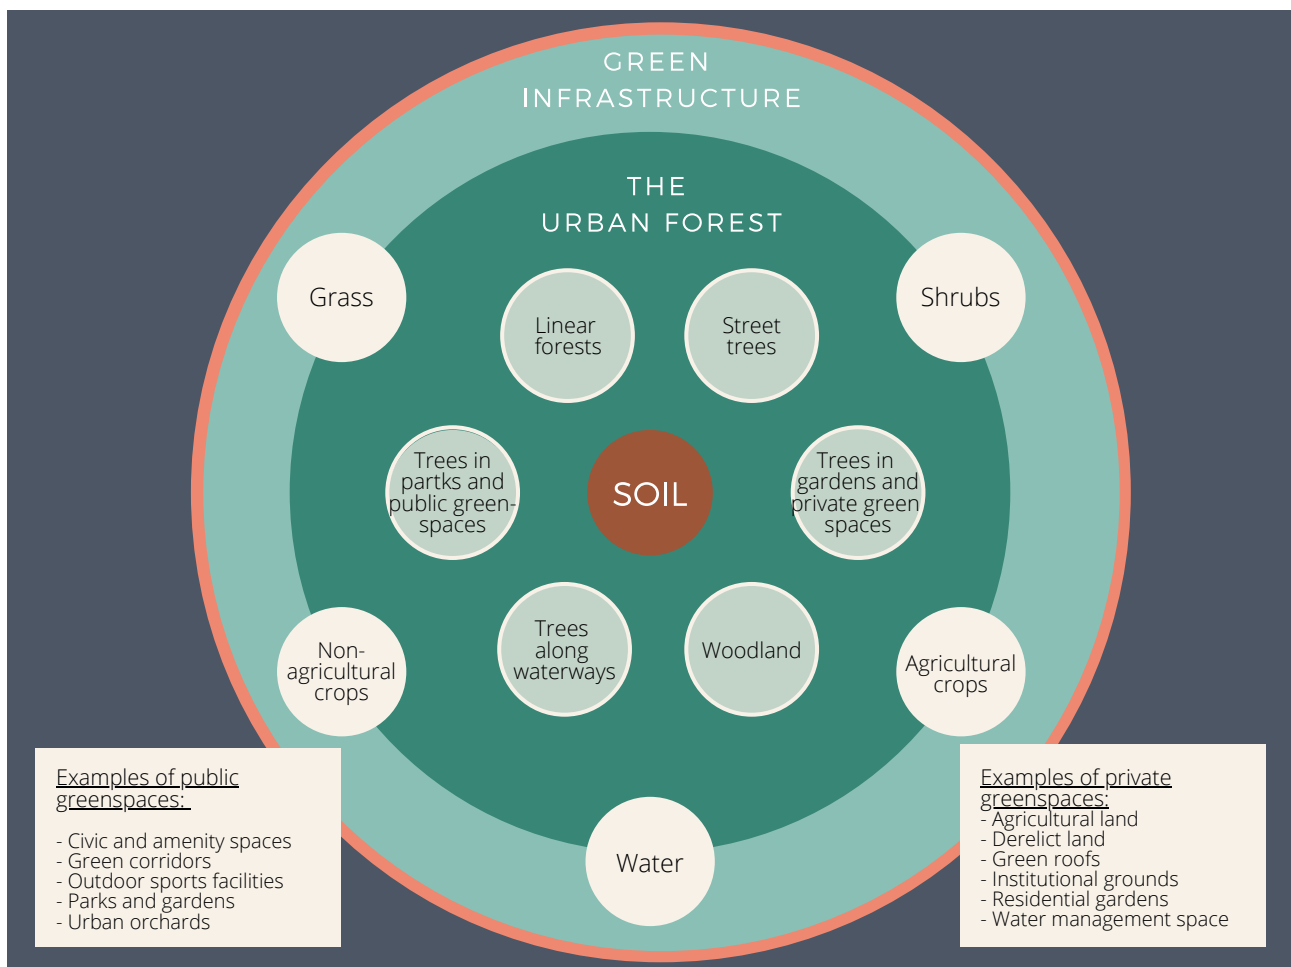 GREEN
INFRASTRUCTURE
THE
URBAN FOREST
Grass
Shrubs
Linear
forests
Street
trees
Trees in
partks and
public green-
spaces
SOIL
Trees in
gardens and
private green
spaces
Non-
agricultural
crops
Trees
along
waterways
Woodland
Agricultural
crops
Water
Examples of public
greenspaces:
- Civic and amenity spaces
- Green corridors
- Outdoor sports facilities
- Parks and gardens
- Urban orchards
Examples of private
greenspaces:
- Agricultural land
- Derelict land
- Green roofs
- Institutional grounds
- Residential gardens
- Water management space